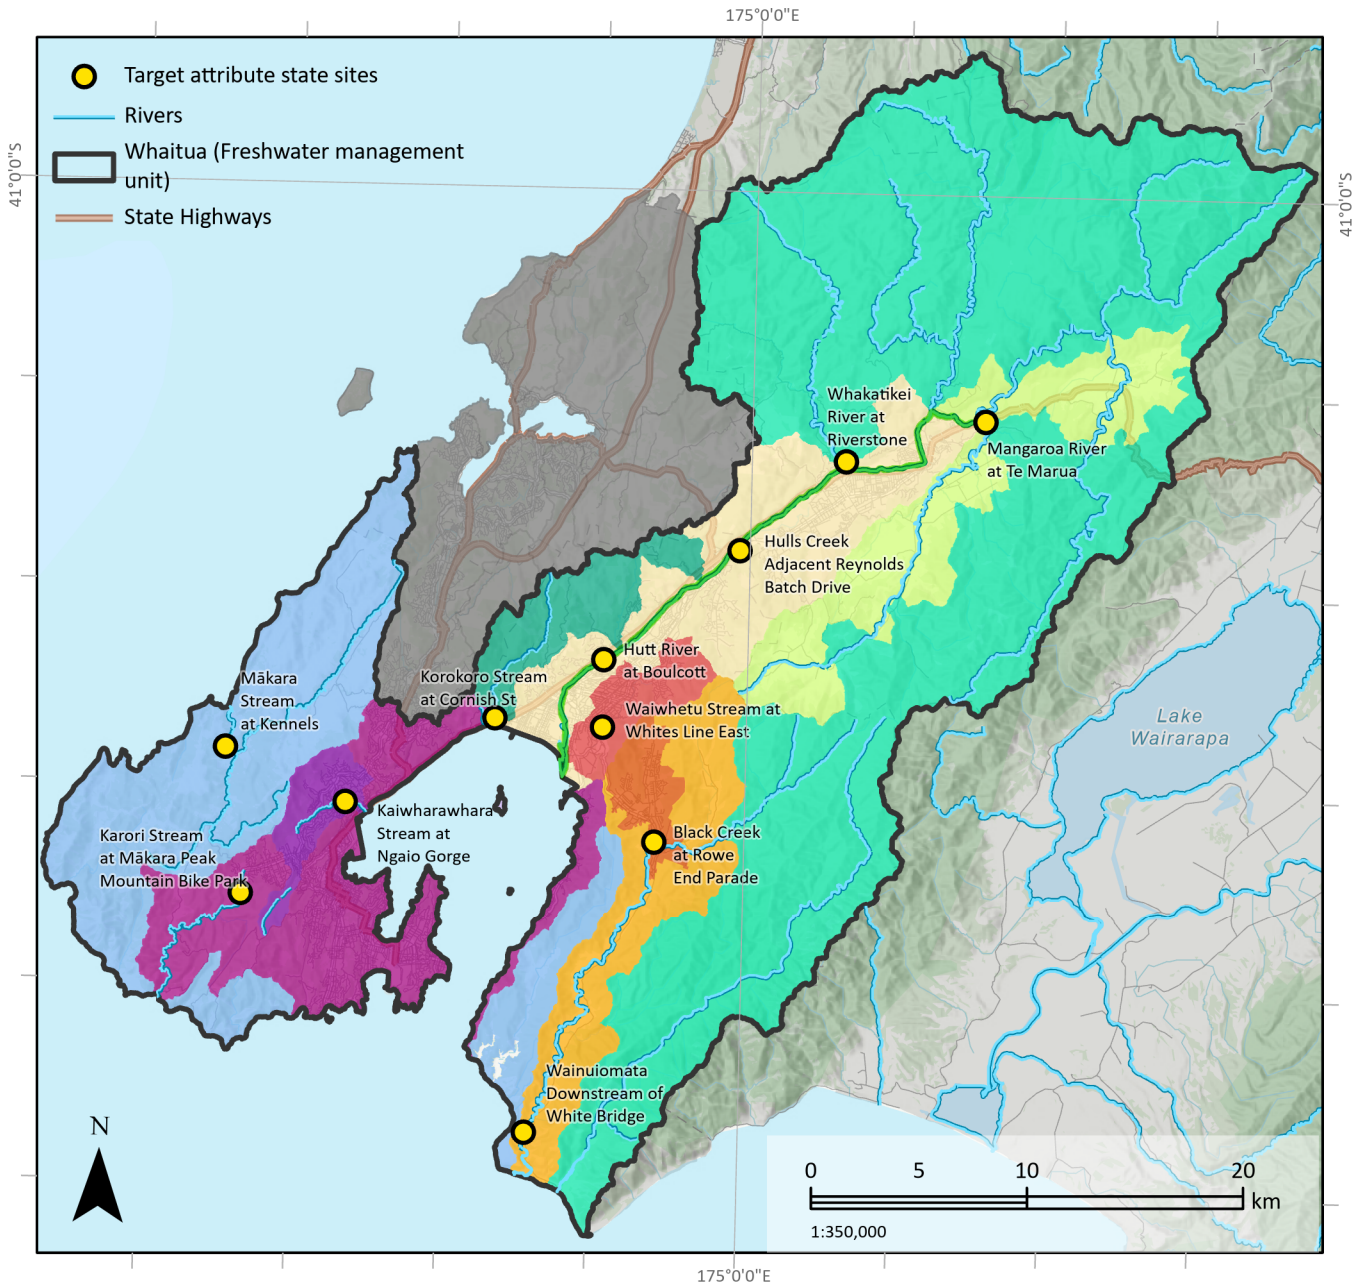 175°0'0"E
Target attribute state sites
Rivers
Whaitua (Freshwater management
unit)
State Highways
41°0'0"S
41°0'0"S
Whakatikei
River at
Riverstone
Mangaroa River
at Te Marua
Hulls Creek
Adjacent Reynolds
Batch Drive
Hutt River
at Boulcott
Korokoro Stream
at Cornish St
Mākara
Stream
at Kennels
Waiwhetu Stream at
Whites Line East
Lake
Wairarapa
Kaiwharawhara
Stream at
Ngaio Gorge
Karori Stream
at Mākara Peak
Mountain Bike Park
Black Creek
at Rowe
End Parade
Wainuiomata
Downstream of
White Bridge
N
0 5 10 20
km
1:350,000
175°0'0"E